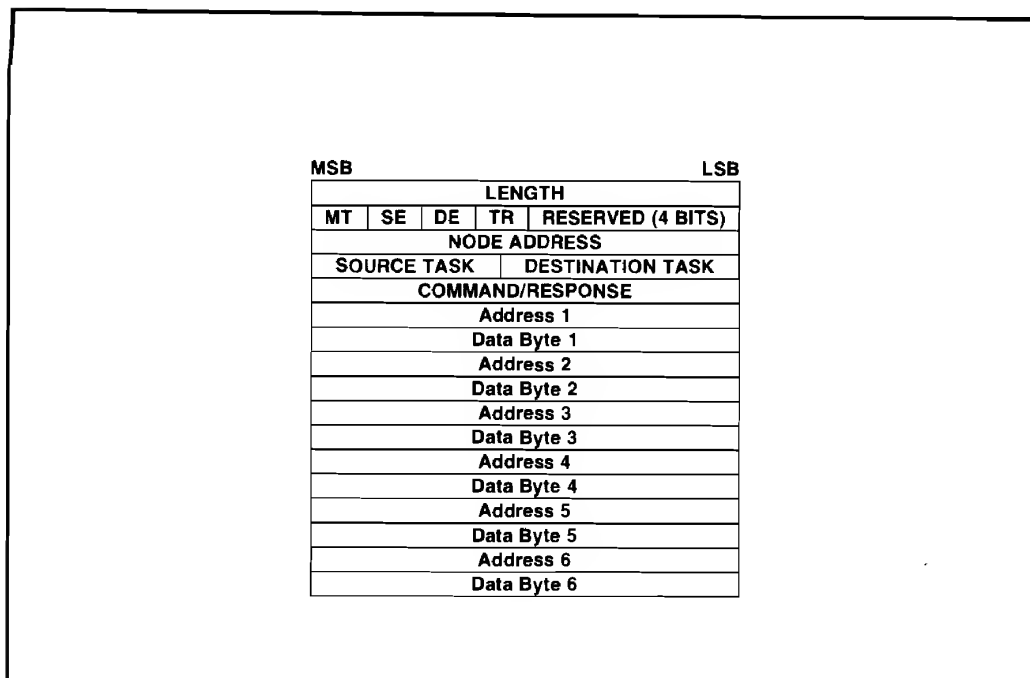 MSB LSB
LENGTH
MT SE DE TR RESERVED (4 BITS)
NODE ADDRESS
SOURCE TASK DESTINATION TASK
COMMAND/RESPONSE
Address 1
Data Byte 1
Address 2
Data Byte 2
Address 3
Data Byte 3
Address 4
Data Byte 4
Address 5
Data Byte 5
Address 6
Data Byte 6